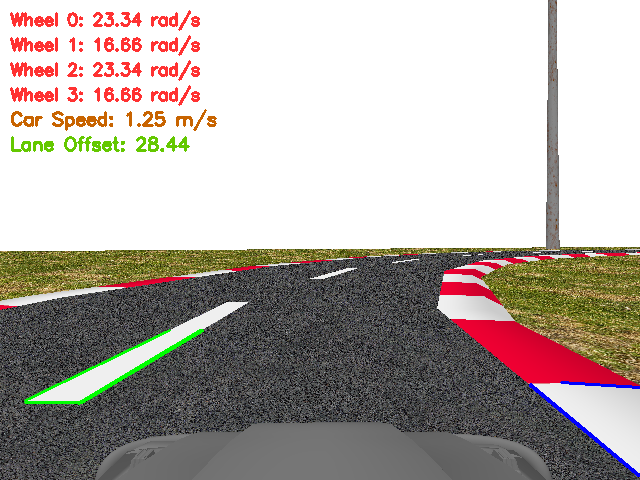 Wheel 0: 23.34 rad/s
Wheel 1: 16.66 rad/s
Wheel 2: 23.34 rad/s
Wheel 3: 16.66 rad/s
Car Speed: 1.25 m/s
Lane Offset: 28.44